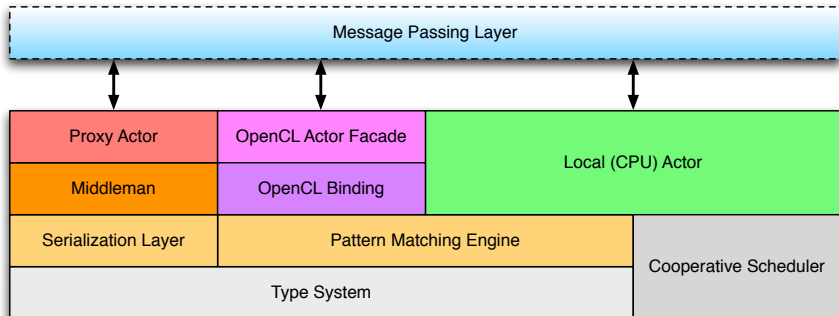 Message Passing Layer
Proxy Actor
OpenCL Actor Facade
Local (CPU) Actor
Middleman
OpenCL Binding
Serialization Layer
Pattern Matching Engine
Cooperative Scheduler
Type System